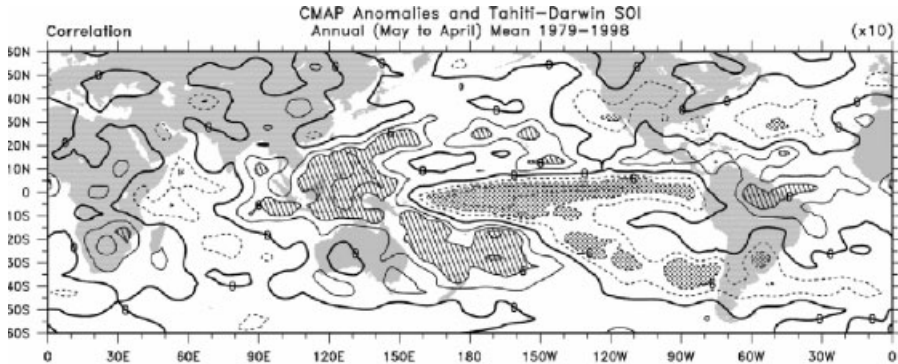 CMAP Anomalies and Tahiti-Darwin SOI
Correlation
Annual (May to April) Mean 1979-1998
(x10)
60N
50N
40N
30N
20N
10N
0
10S
20S
30S
40S
50S
60S
0 30E 60E 90E 120E 150E 180 150W 120W 90W 60W 30W 0